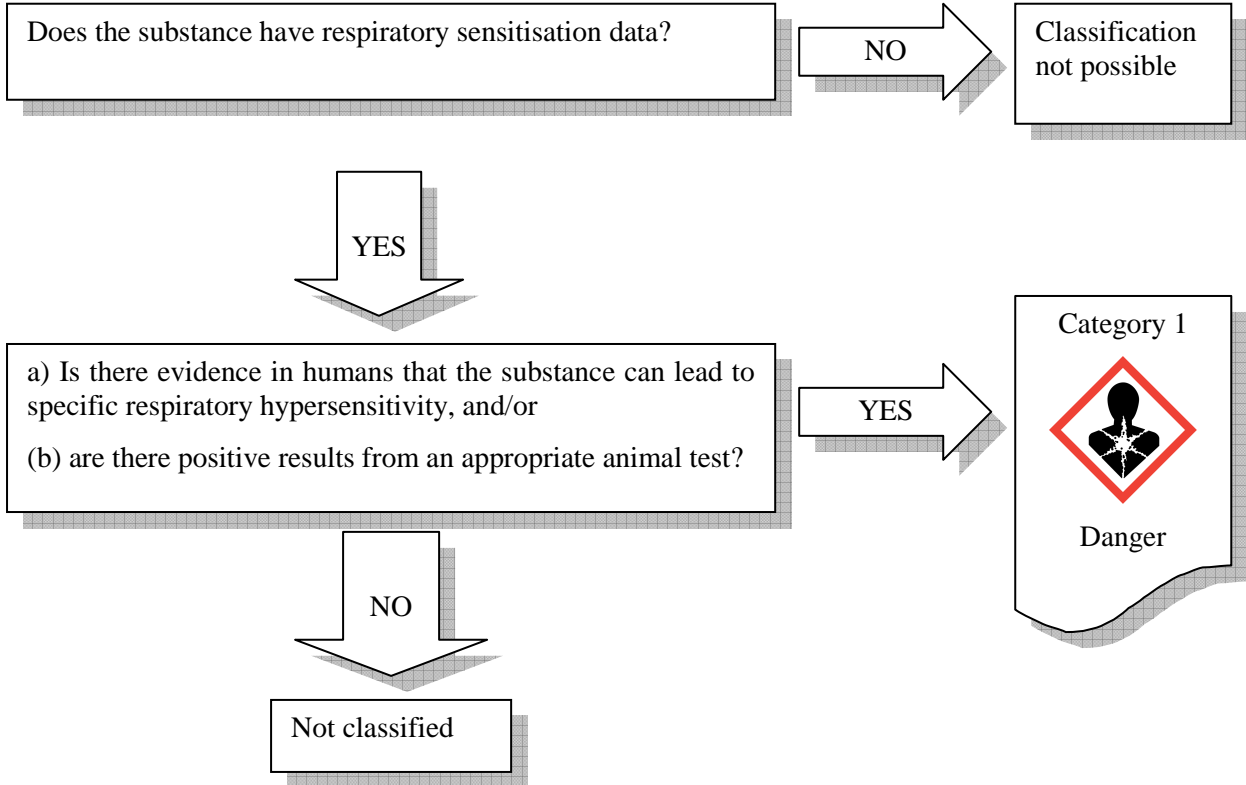 Does the substance have respiratory sensitisation data?
NO
Classification
not possible
YES
a) Is there evidence in humans that the substance can lead to
specific respiratory hypersensitivity, and/or
(b) are there positive results from an appropriate animal test?
YES
Category 1
Danger
NO
Not classified